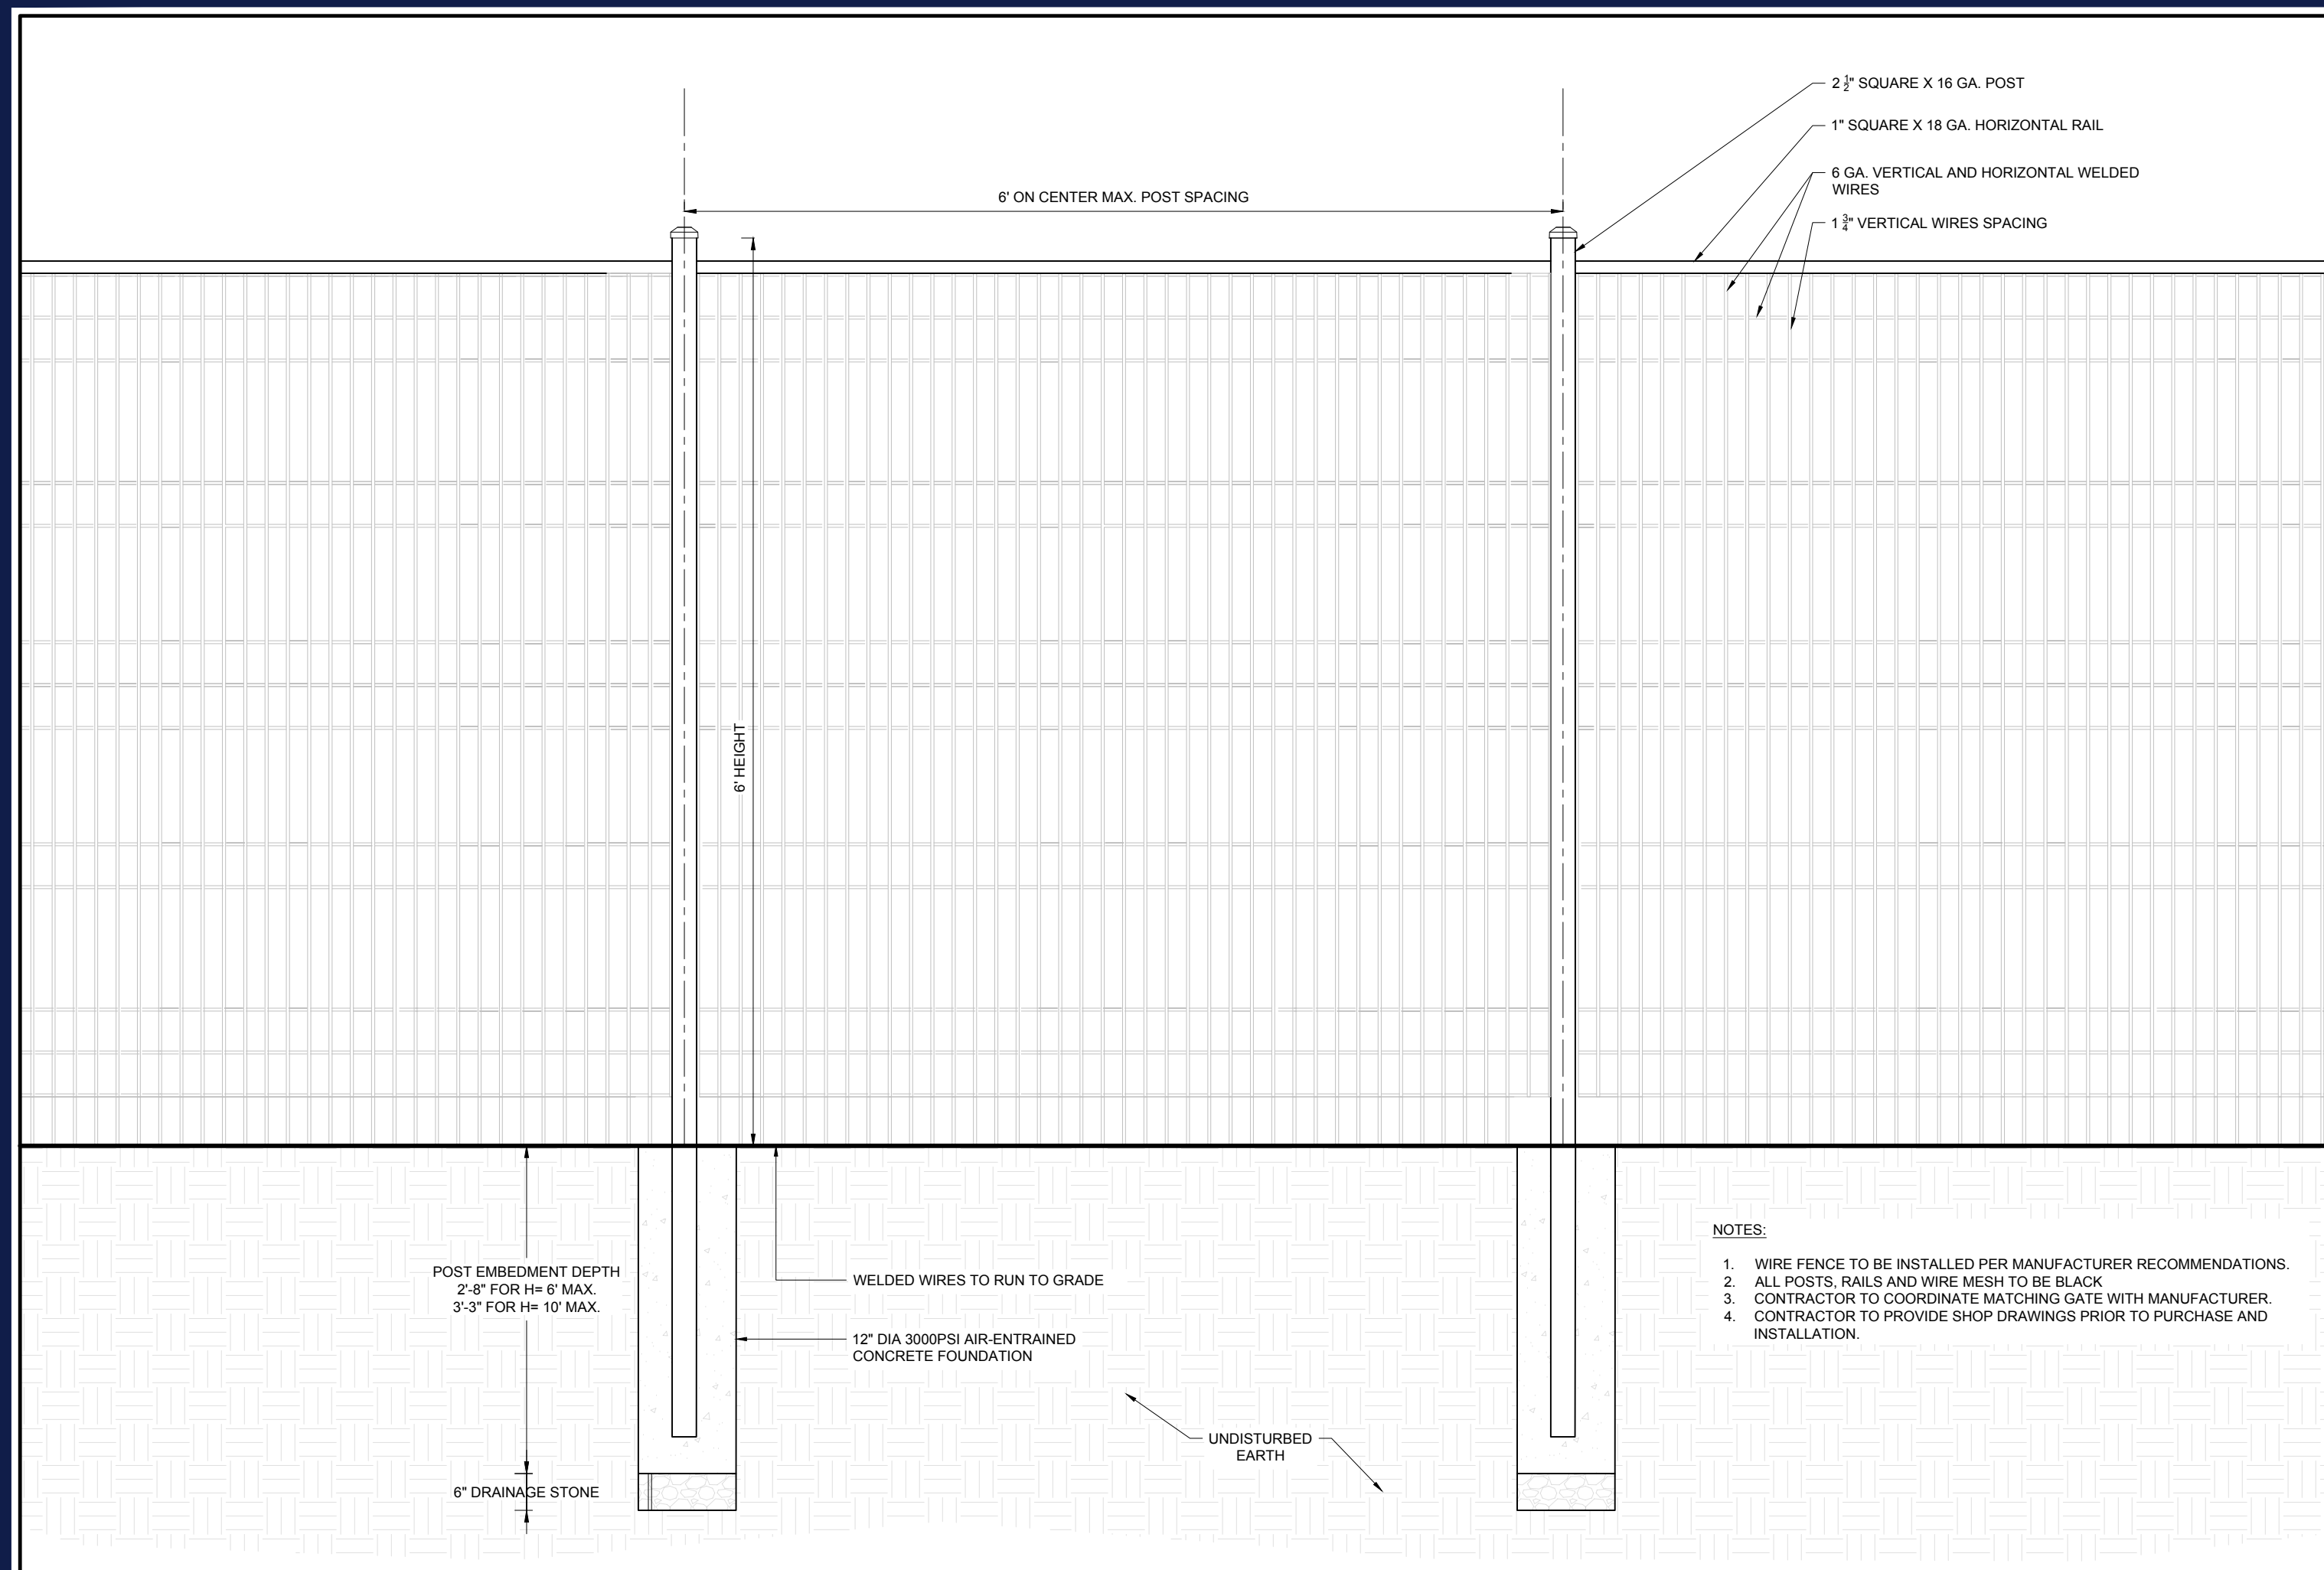 2 1/2" SQUARE X 16 GA. POST
1" SQUARE X 18 GA. HORIZONTAL RAIL
6 GA. VERTICAL AND HORIZONTAL WELDED
WIRES
1 3/4" VERTICAL WIRES SPACING
6' ON CENTER MAX. POST SPACING
6' HEIGHT
POST EMBEDMENT DEPTH
2'-8" FOR H= 6' MAX.
3'-3" FOR H= 10' MAX.
6" DRAINAGE STONE
WELDED WIRES TO RUN TO GRADE
12" DIA 3000PSI AIR-ENTRAINED
CONCRETE FOUNDATION
UNDISTURBED
EARTH
NOTES:
1. WIRE FENCE TO BE INSTALLED PER MANUFACTURER RECOMMENDATIONS.
2. ALL POSTS, RAILS AND WIRE MESH TO BE BLACK
3. CONTRACTOR TO COORDINATE MATCHING GATE WITH MANUFACTURER.
4. CONTRACTOR TO PROVIDE SHOP DRAWINGS PRIOR TO PURCHASE AND
INSTALLATION.